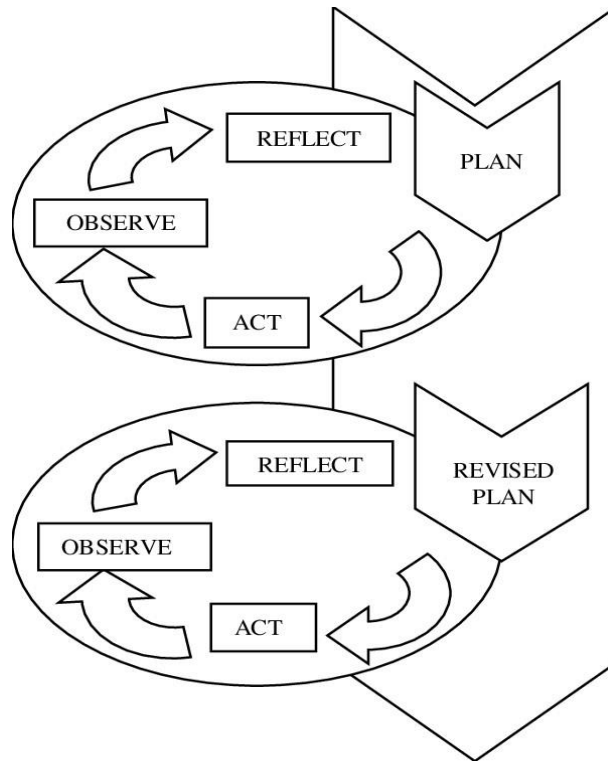 REFLECT
PLAN
OBSERVE
ACT
REFLECT
REVISED
PLAN
OBSERVE
ACT